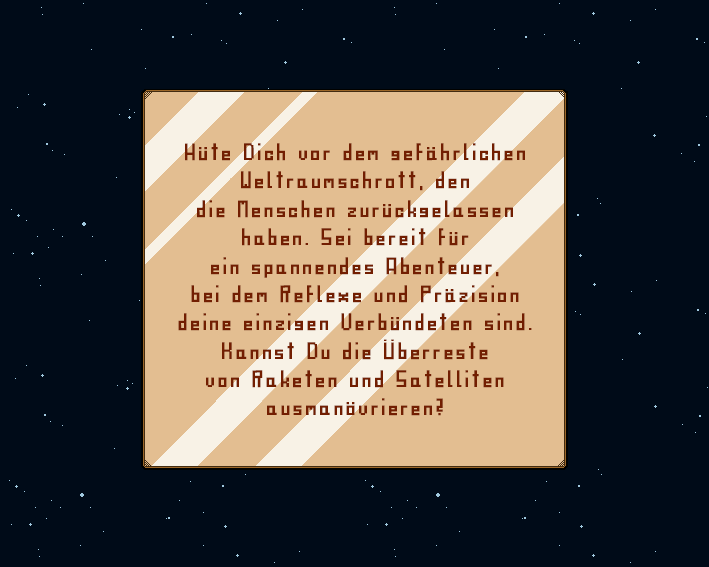 Hüte Dich vor dem gefährlichen
Weltraumschrott, den
die Menschen zurückgelassen
haben. Sei bereit für
ein spannendes Abenteuer,
bei dem Reflexe und Präzision
deine einzigen Verbündeten sind.
Kannst Du die Überreste
von Raketen und Satelliten
ausmanövrieren?